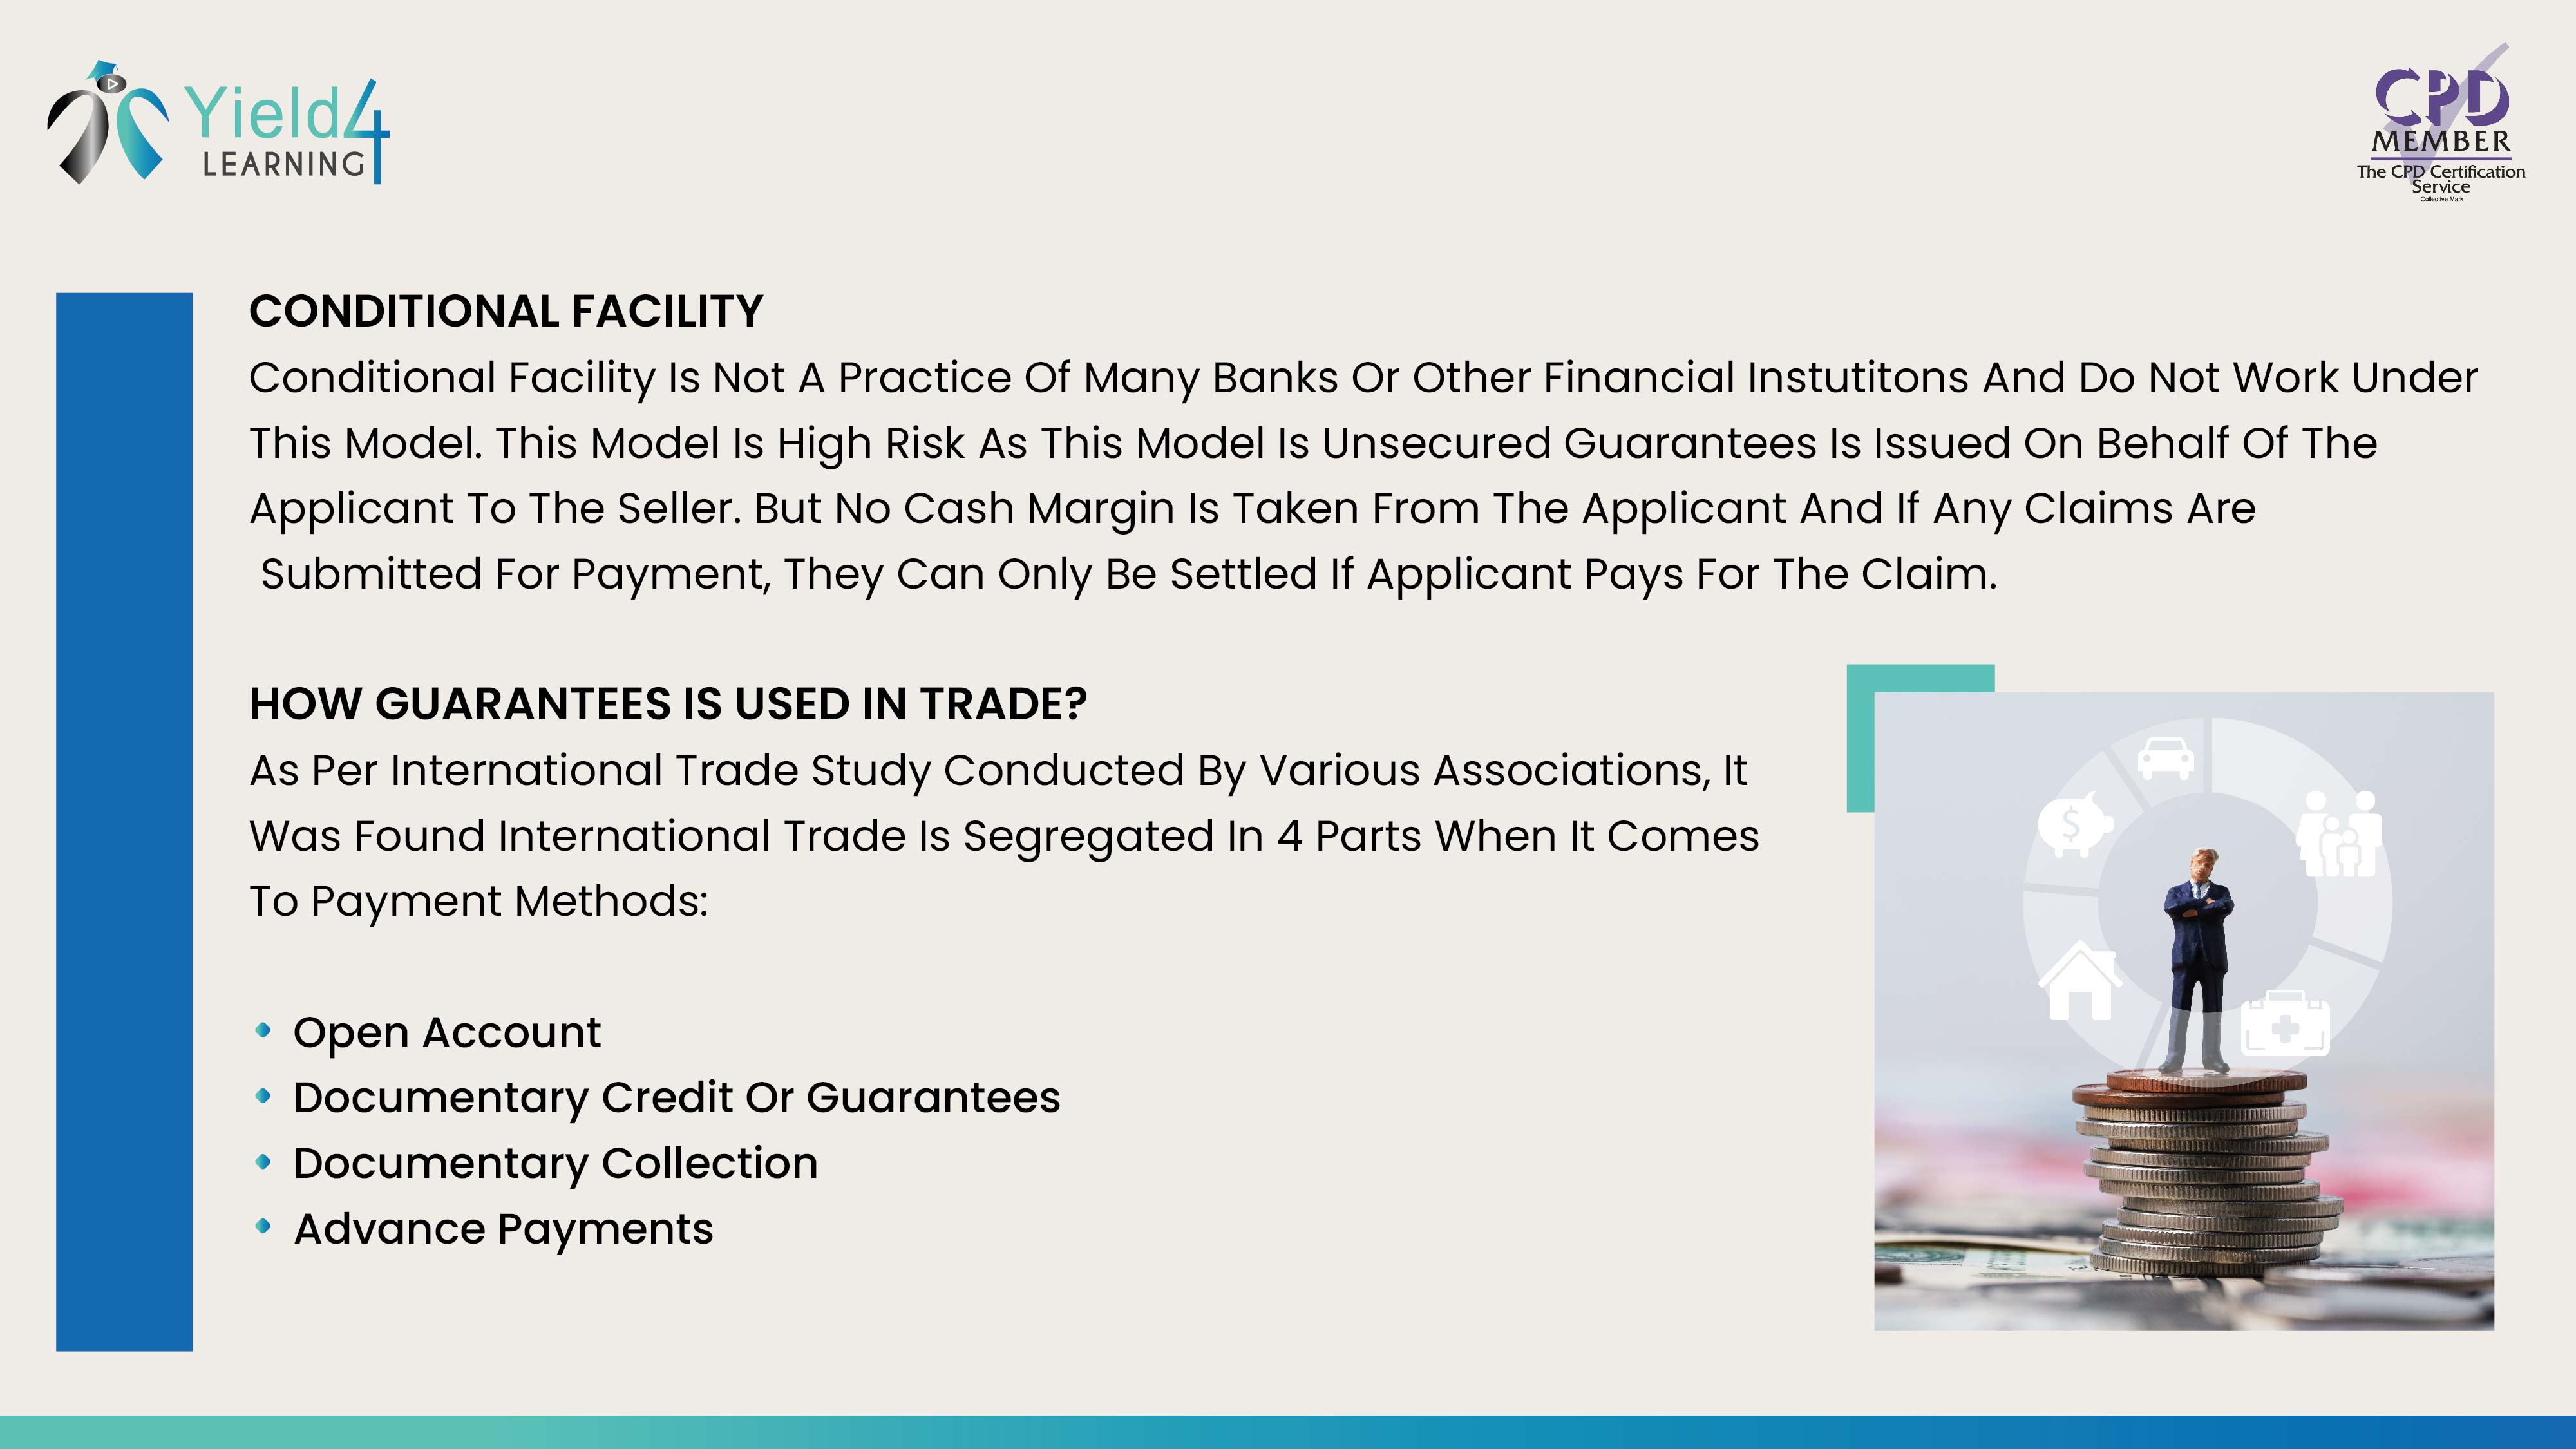 Yield4
LEARNING
CPD
MEMBER
The CPD Certification
Service
Collective Mark
CONDITIONAL FACILITY
Conditional Facility Is Not A Practice Of Many Banks Or Other Financial Instutitons And Do Not Work Under
This Model. This Model Is High Risk As This Model Is Unsecured Guarantees Is Issued On Behalf Of The
Applicant To The Seller. But No Cash Margin Is Taken From The Applicant And If Any Claims Are
Submitted For Payment, They Can Only Be Settled If Applicant Pays For The Claim.
HOW GUARANTEES IS USED IN TRADE?
As Per International Trade Study Conducted By Various Associations, It
Was Found International Trade Is Segregated In 4 Parts When It Comes
To Payment Methods:
Open Account
Documentary Credit Or Guarantees
Documentary Collection
Advance Payments